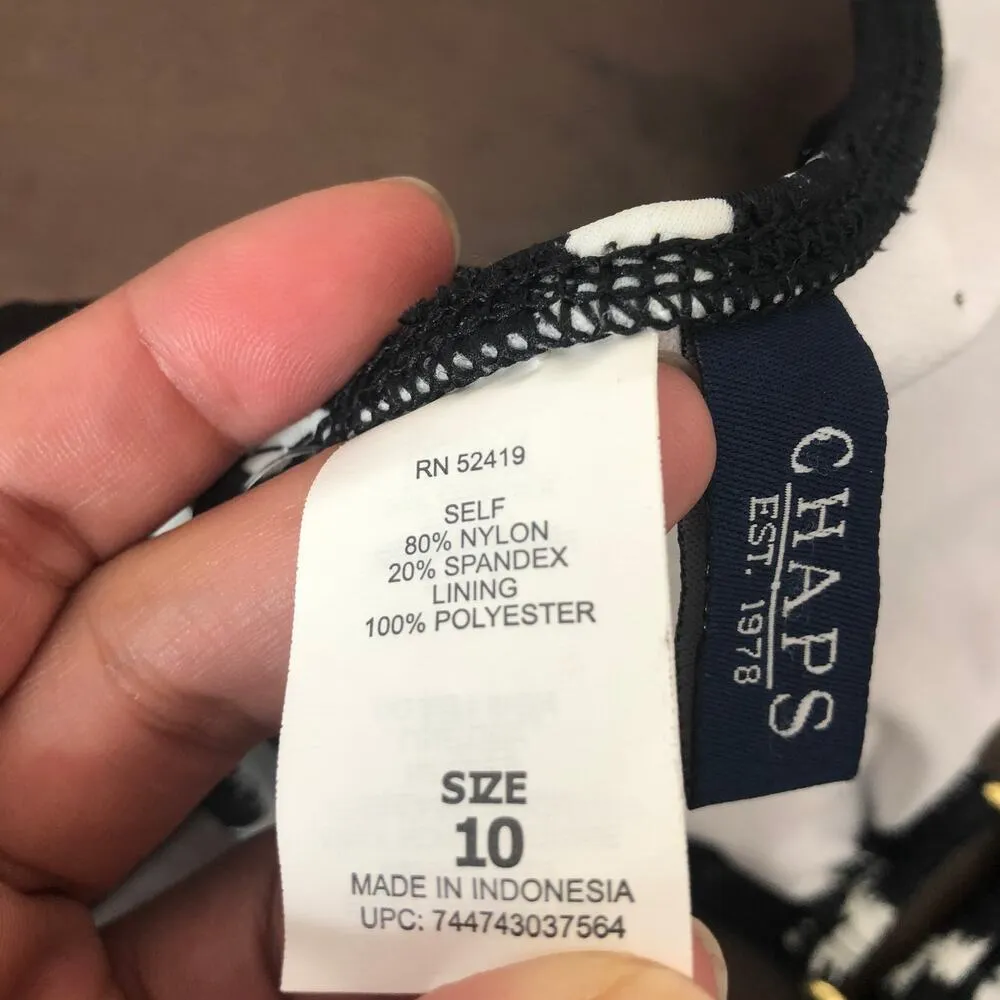 RN 52419
SELF
80% NYLON
20% SPANDEX
LINING
100% POLYESTER
SIZE
10
MADE IN INDONESIA
UPC: 744743037564
CHAPS
EST. 1978